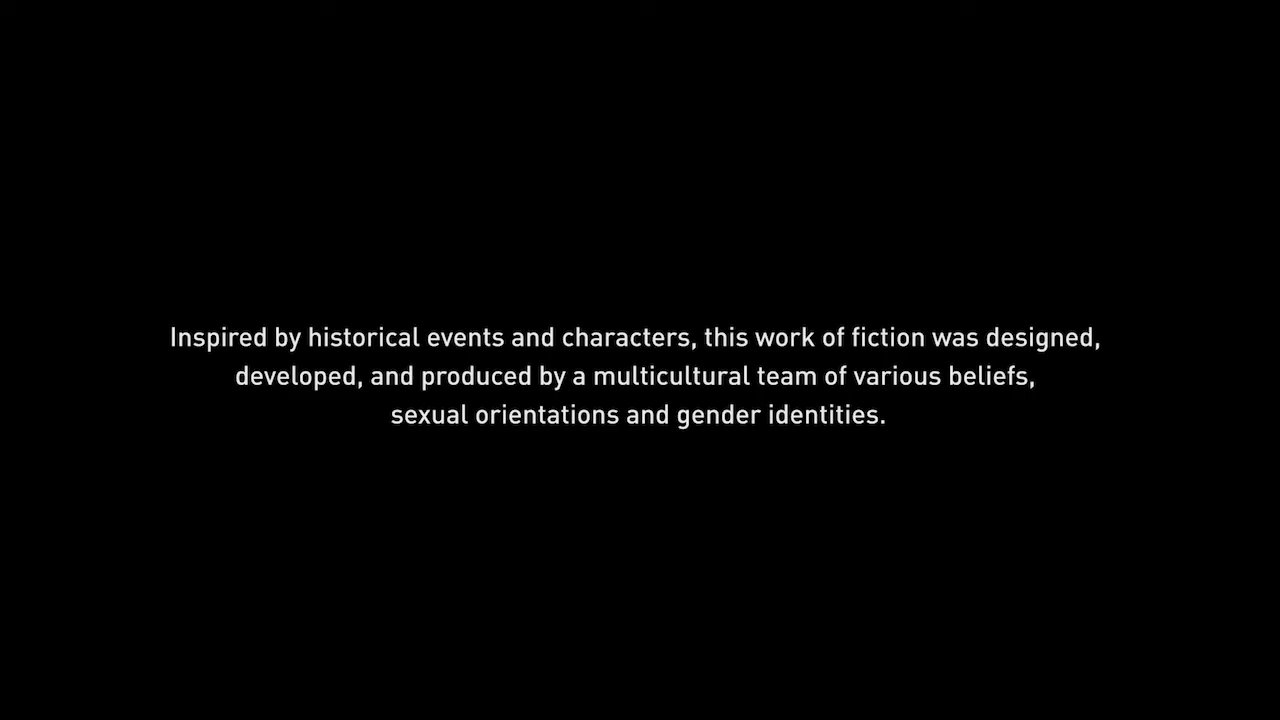 Inspired by historical events and characters, this work of fiction was designed,
developed, and produced by a multicultural team of various beliefs,
sexual orientations and gender identities.